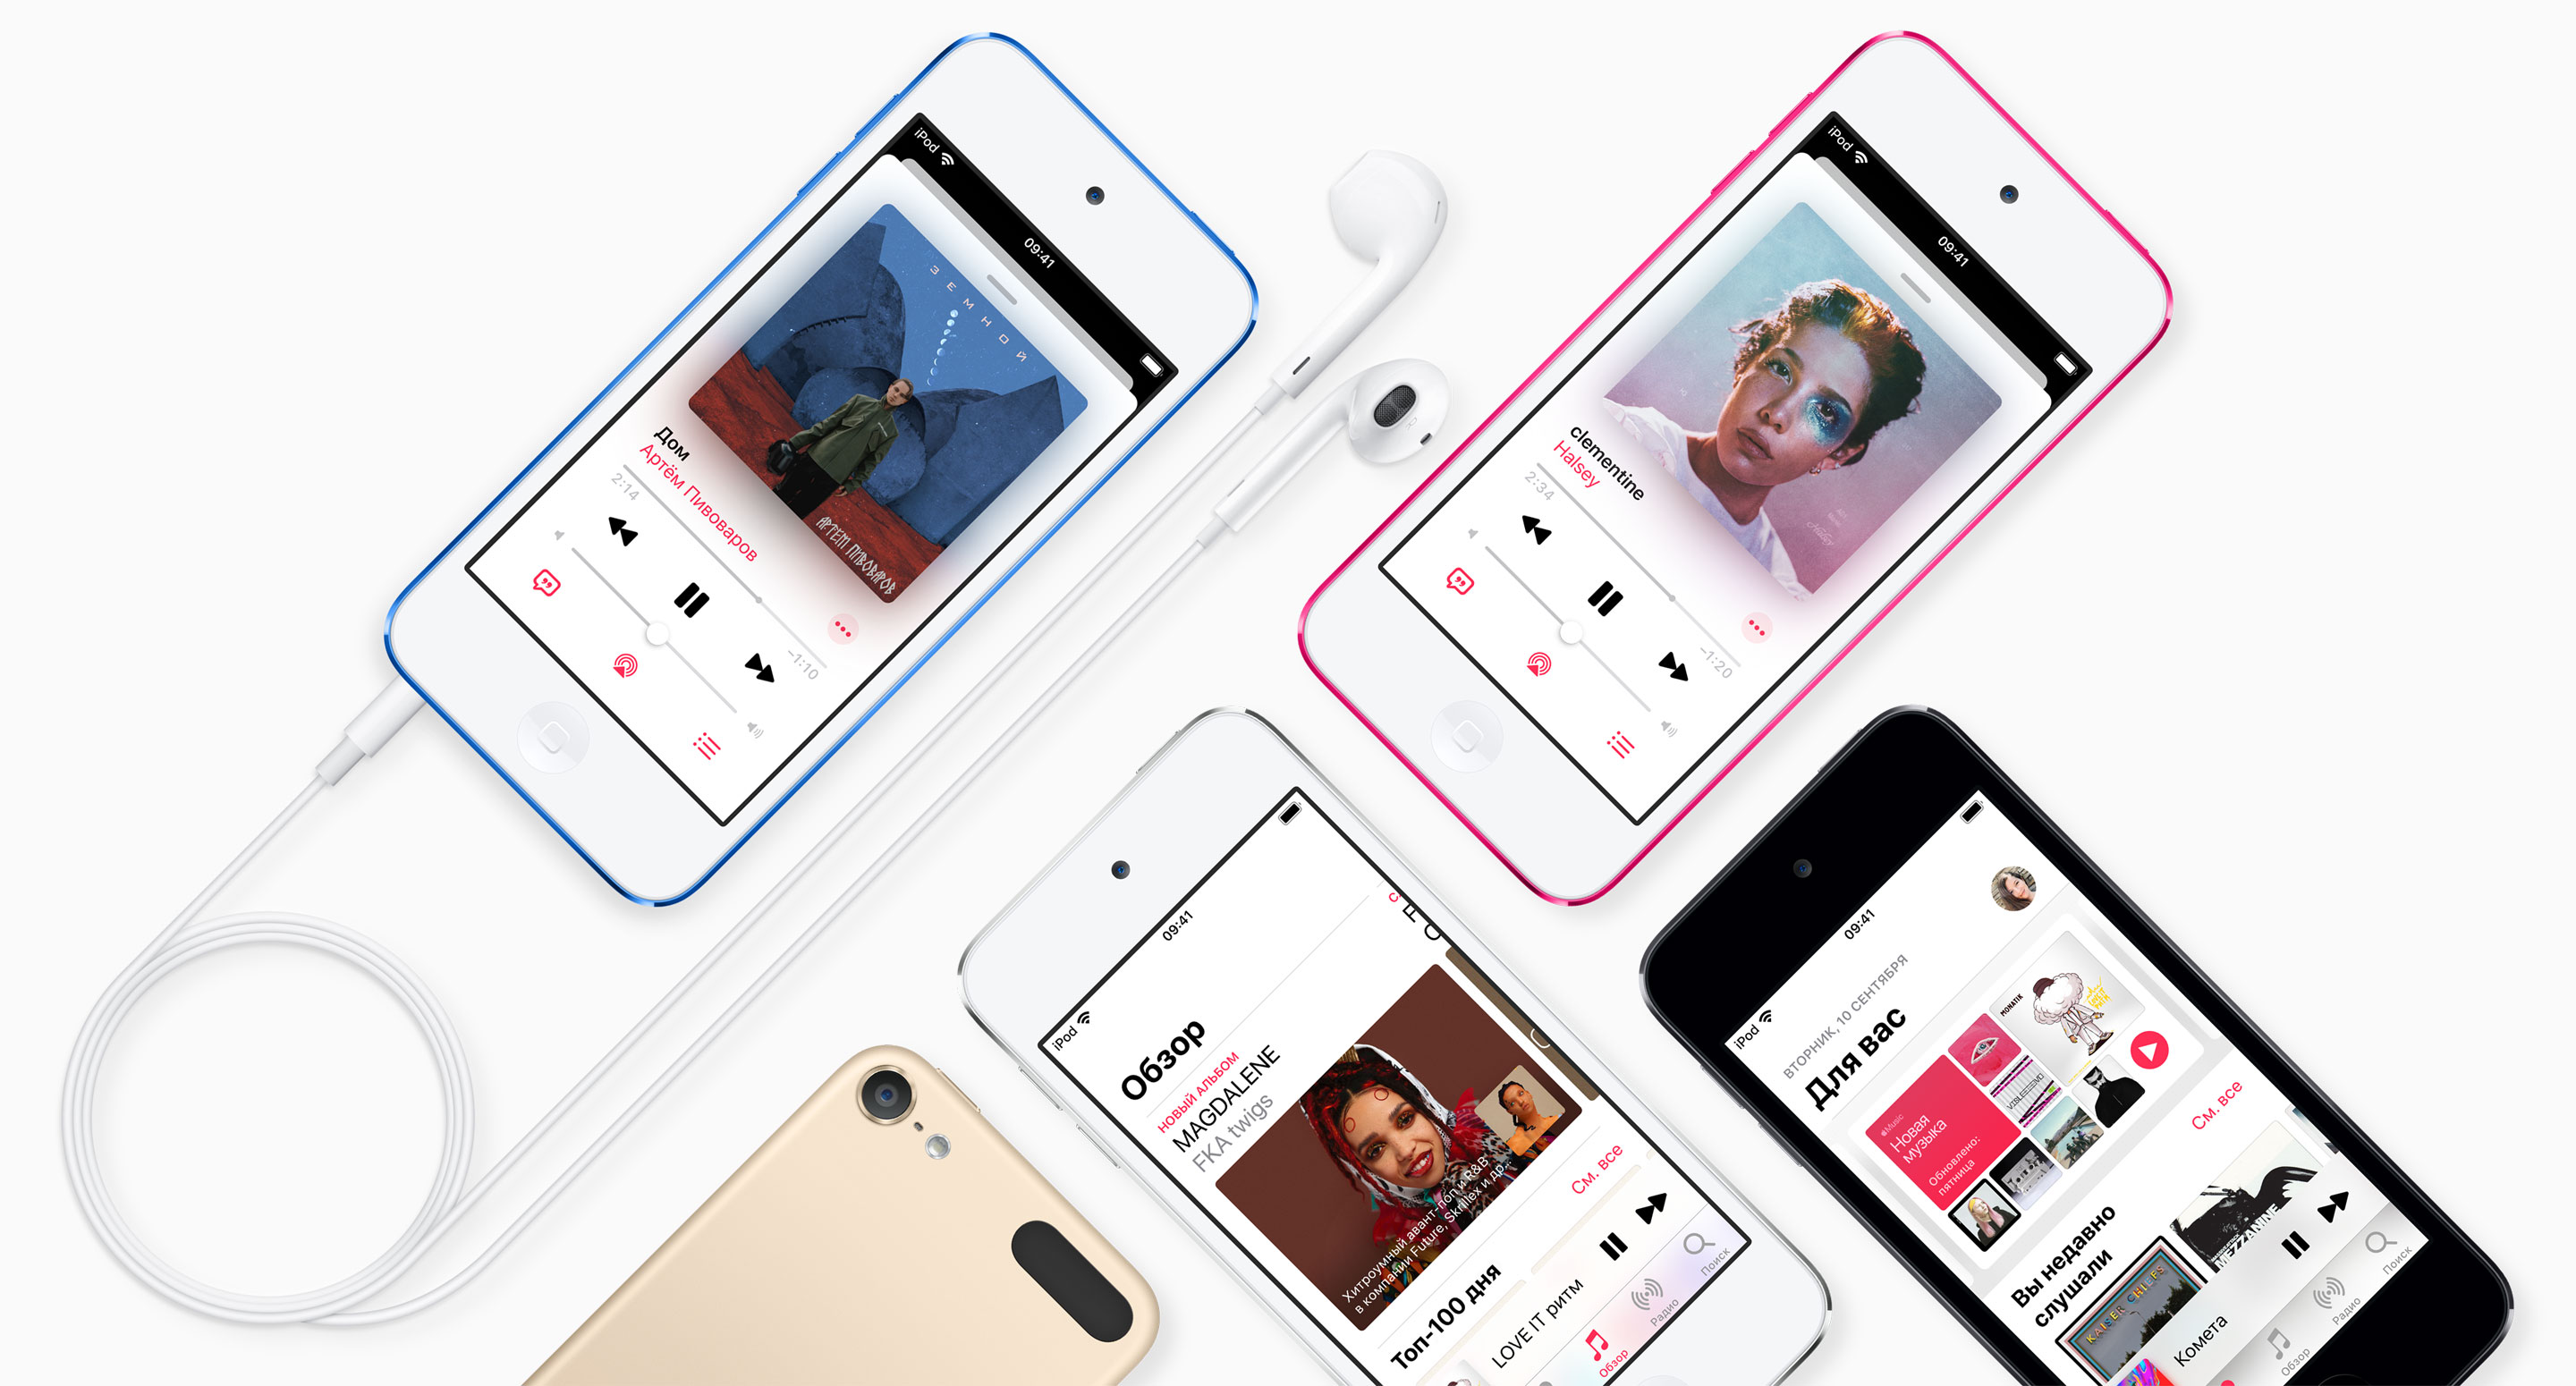 iPod
09:41
ЗЕМНОЙ
АРТЕМ ПИВОВАРОВ
Дом
Артём Пивоваров
2:14
-1:10
iPod
09:41
clementine
Halsey
2:34
-1:20
iPod
09:41
Обзор
НОВЫЙ АЛЬБОМ
MAGDALENE
FKA twigs
Хитроумный авант-поп и R&B
в компании Future, Skrillex и др...
Топ-100 дня
См. все
LOVE IT ритм
Обзор
Радио
Поиск
iPod
09:41
ВТОРНИК, 10 СЕНТЯБРЯ
Для вас
Music
Новая
музыка
Обновлено:
пятница
MONATIK
Вы недавно
слушали
См. все
KAISER CHIEFS
MEZZANINE
Комета
Обзор
Радио
Поиск